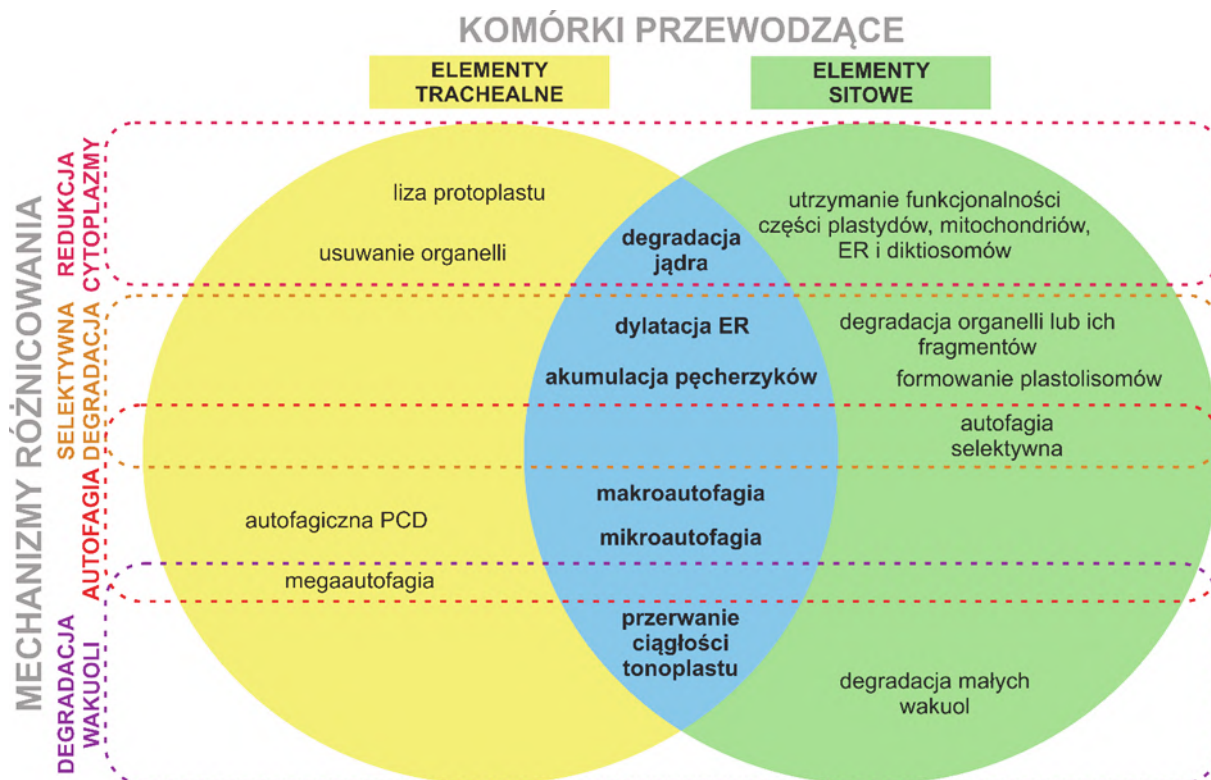 KOMÓRKI PRZEWODZĄCE
ELEMENTY
TRACHEALNE
ELEMENTY
SITOWE
MECHANIZMY RÓŻNICOWANIA
REDUKCJA
CYTOPLAZMY
liza protoplastu
usuwanie organelli
degradacja
jądra
utrzymanie funkcjonalności
części plastydów, mitochondriów,
ER i diktiosomów
SELEKTYWNA
DEGRADACJA
dylatacja ER
akumulacja pęcherzyków
degradacja organelli lub ich
fragmentów
formowanie plastolisomów
autofagia
selektywna
AUTOFAGIA
autofagiczna PCD
megaautofagia
makroautofagia
mikroautofagia
DEGRADACJA
WAKUOLI
przerwanie
ciągłości
tonoplastu
degradacja małych
wakuol